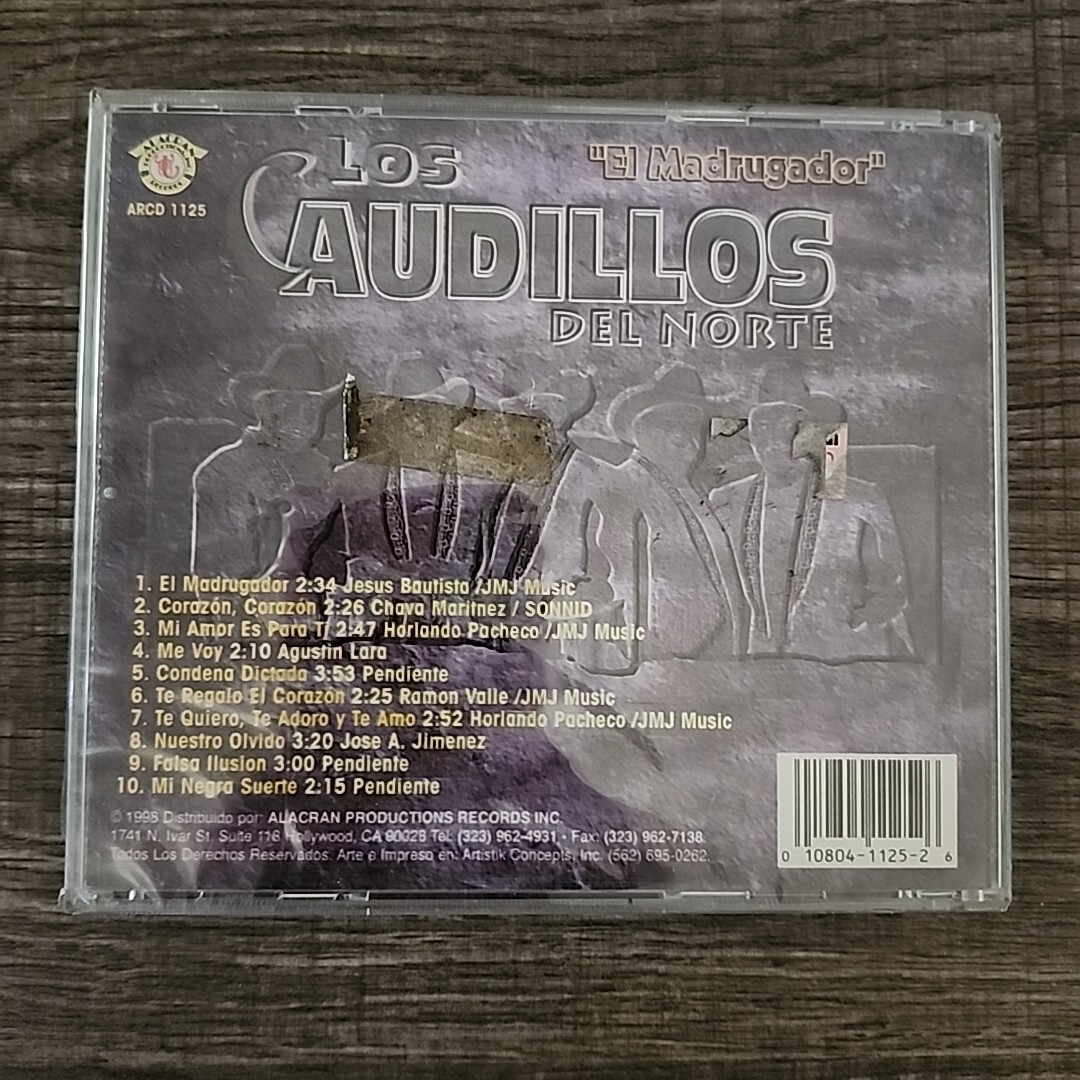 ALACRAN
RECORDS
ARCD 1125
LOS
CAUDILLOS
DEL NORTE
"El Madrugador"
1. El Madrugador 2:34 Jesus Bautista /JMJ Music
2. Corazón, Corazón 2:26 Chava Maritnez / SONNID
3. Mi Amor Es Para Tí 2:47 Horlando Pacheco /JMJ Music
4. Me Voy 2:10 Agustin Lara
5. Condena Dictada 3:53 Pendiente
6. Te Regalo El Corazón 2:25 Ramon Valle /JMJ Music
7. Te Quiero, Te Adoro y Te Amo 2:52 Horlando Pacheco /JMJ Music
8. Nuestro Olvido 3:20 Jose A. Jimenez
9. Falsa Ilusion 3:00 Pendiente
10. Mi Negra Suerte 2:15 Pendiente
© 1998 Distribuido por: ALACRAN PRODUCTIONS RECORDS INC.
1741 N. Ivar St. Suite 116 Hollywood, CA 90028 Tel. (323) 962-4931 • Fax: (323) 962-7138.
Todos Los Derechos Reservados. Arte e Impreso en: Artistik Concepts, Inc. (562) 695-0262.
0 10804-1125-2 6